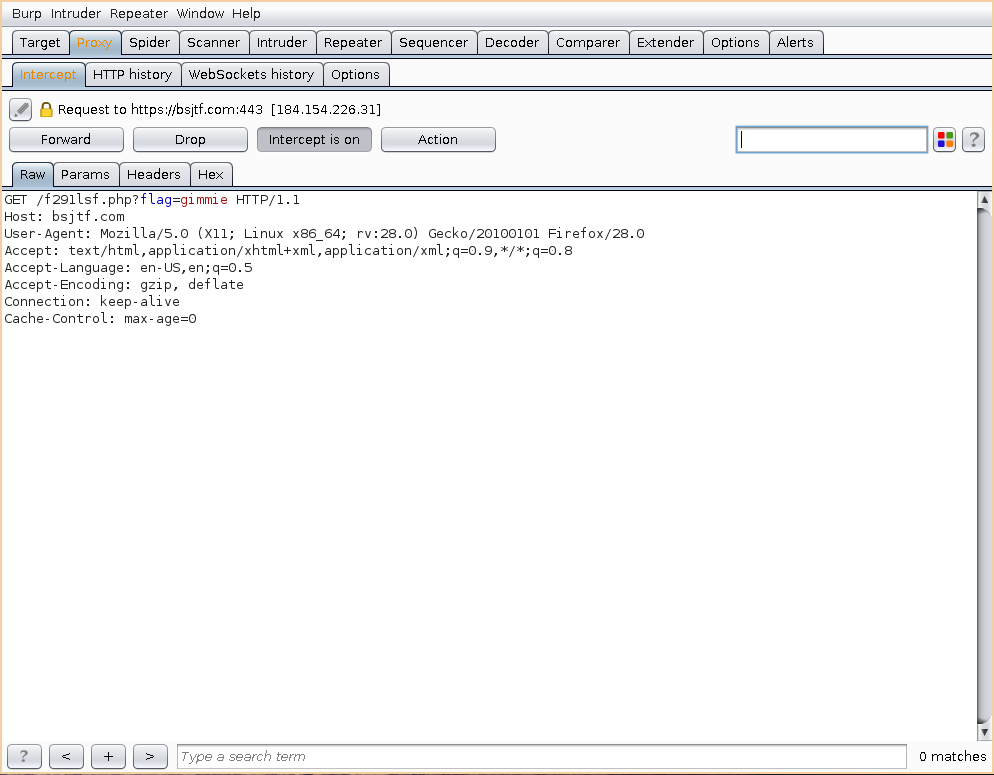 Burp Intruder Repeater Window Help
Target Proxy Spider Scanner Intruder Repeater Sequencer Decoder Comparer Extender Options Alerts
Intercept HTTP history WebSockets history Options
Request to https://bsjtf.com:443 [184.154.226.31]
Forward Drop Intercept is on Action ?
Raw Params Headers Hex
GET /f291lsf.php?flag=gimmie HTTP/1.1
Host: bsjtf.com
User-Agent: Mozilla/5.0 (X11; Linux x86_64; rv:28.0) Gecko/20100101 Firefox/28.0
Accept: text/html,application/xhtml+xml,application/xml;q=0.9,*/*;q=0.8
Accept-Language: en-US,en;q=0.5
Accept-Encoding: gzip, deflate
Connection: keep-alive
Cache-Control: max-age=0
? < + > Type a search term 0 matches